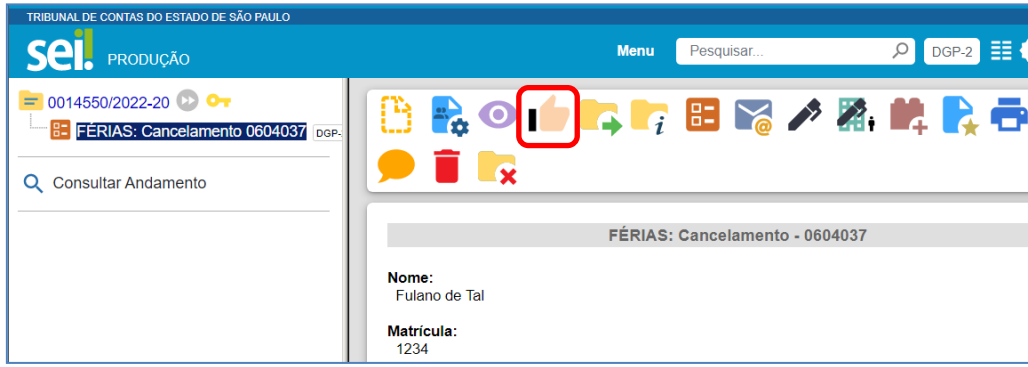 TRIBUNAL DE CONTAS DO ESTADO DE SÃO PAULO
sei! PRODUÇÃO
Menu
Pesquisar...
DGP-2
0014550/2022-20
FÉRIAS: Cancelamento 0604037 DGP-
Consultar Andamento
FÉRIAS: Cancelamento - 0604037
Nome:
Fulano de Tal
Matrícula:
1234